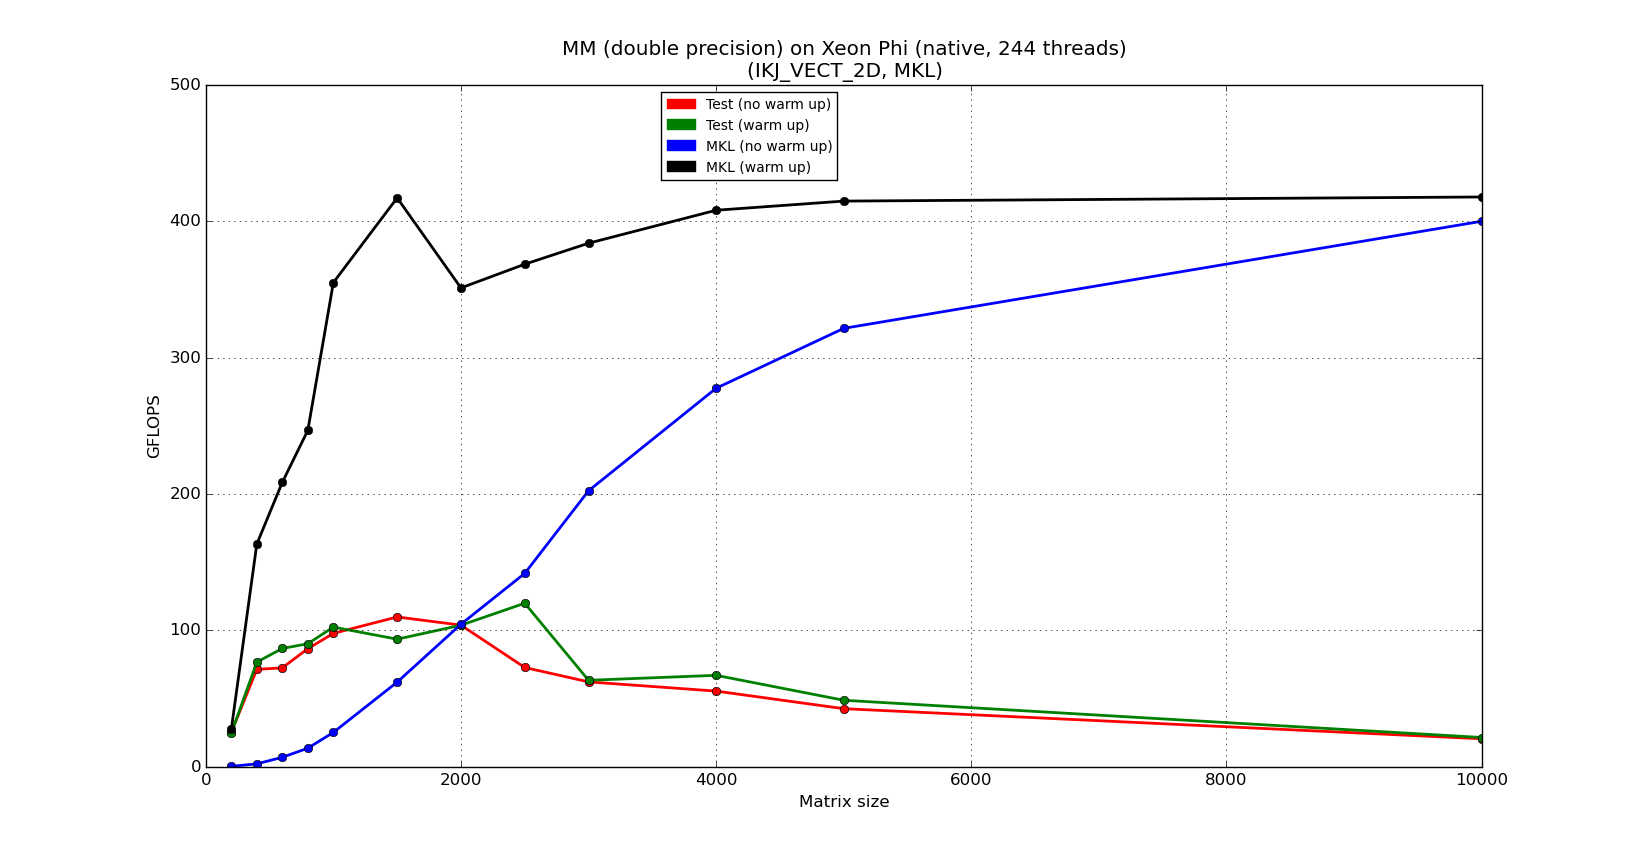 MM (double precision) on Xeon Phi (native, 244 threads)
(IKJ_VECT_2D, MKL)
Test (no warm up)
Test (warm up)
MKL (no warm up)
MKL (warm up)
500
400
300
200
100
0
GFLOPS
0 2000 4000 6000 8000 10000
Matrix size